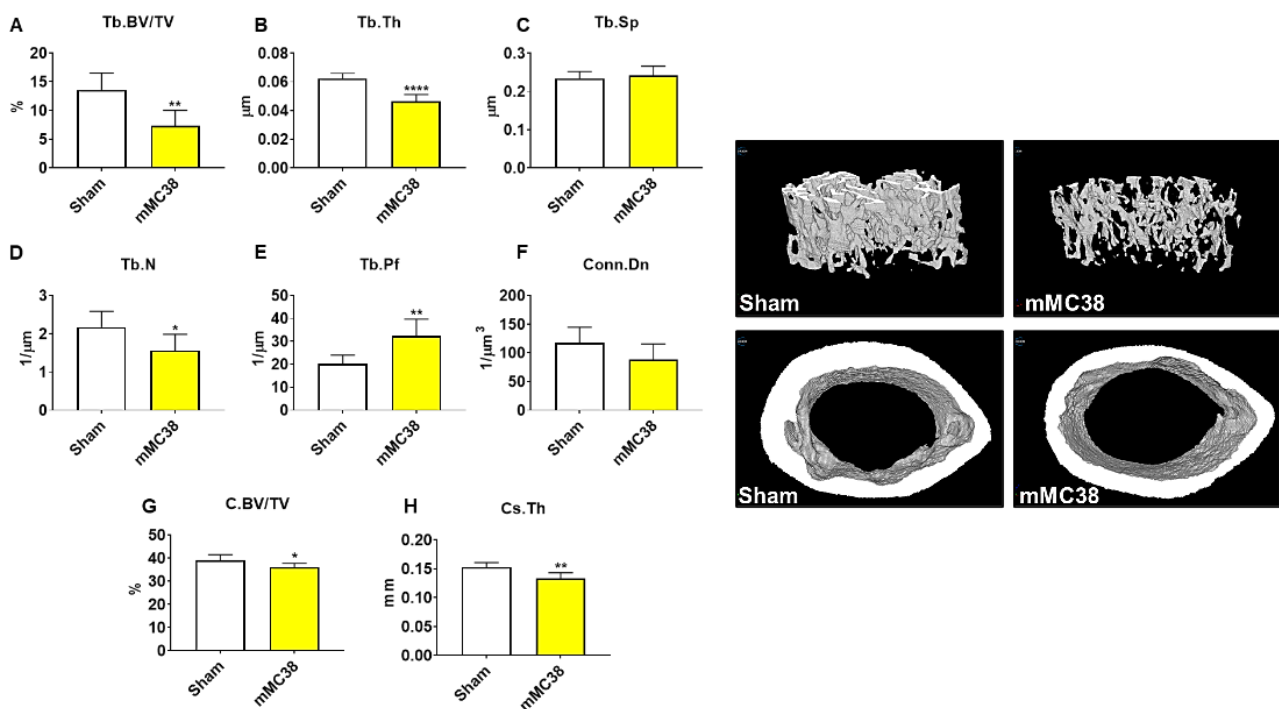 A
Tb.BV/TV
20
15
10
5
0
%
**
Sham
mMC38
B
Tb.Th
0.08
0.06
0.04
0.02
0.00
μm
****
Sham
mMC38
C
Tb.Sp
0.3
0.2
0.1
0.0
μm
Sham
mMC38
D
Tb.N
3
2
1
0
1/μm
*
Sham
mMC38
E
Tb.Pf
50
40
30
20
10
0
1/μm
**
Sham
mMC38
F
Conn.Dn
200
150
100
50
0
1/μm³
Sham
mMC38
G
C.BV/TV
50
40
30
20
10
0
%
*
Sham
mMC38
H
Cs.Th
0.20
0.15
0.10
0.05
0.00
mm
**
Sham
mMC38
Sham
mMC38
Sham
mMC38